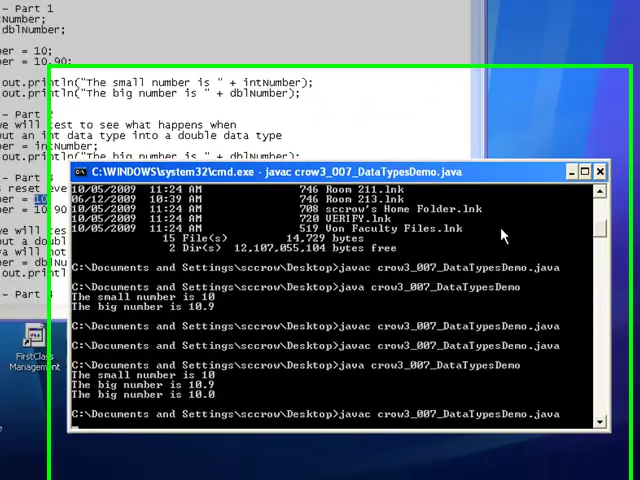 - Part 1
tNumber;
dblNumber;
ber = 10;
ber = 10.90;
out.println("The small number is " + intNumber);
out.println("The big number is " + dblNumber);
- Part 2
ve will test to see what happens when
out an int data type into a double data type
ber = intNumber;
out.println("The big number is " + dblNumber);
- Part 3
s reset eve
ber = 10
ber = 10.90
ve will tes
out a doubl
va will not
ber = dblNu
out.println
- Part 4
C:\WINDOWS\system32\cmd.exe - javac crow3_007_DataTypesDemo.java
10/05/2009 11:24 AM 746 Room 211.lnk
06/12/2009 10:39 AM 746 Room 213.lnk
10/05/2009 11:24 AM 708 sccrow's Home Folder.lnk
10/05/2009 11:24 AM 720 VERIFY.lnk
10/05/2009 11:24 AM 519 Von Faculty Files.lnk
15 File(s) 14,729 bytes
2 Dir(s) 12,107,055,104 bytes free
C:\Documents and Settings\sccrow\Desktop>javac crow3_007_DataTypesDemo.java
C:\Documents and Settings\sccrow\Desktop>java crow3_007_DataTypesDemo
The small number is 10
The big number is 10.9
C:\Documents and Settings\sccrow\Desktop>javac crow3_007_DataTypesDemo.java
C:\Documents and Settings\sccrow\Desktop>javac crow3_007_DataTypesDemo.java
C:\Documents and Settings\sccrow\Desktop>java crow3_007_DataTypesDemo
The small number is 10
The big number is 10.9
The big number is 10.0
C:\Documents and Settings\sccrow\Desktop>javac crow3_007_DataTypesDemo.java
FirstClass
Management